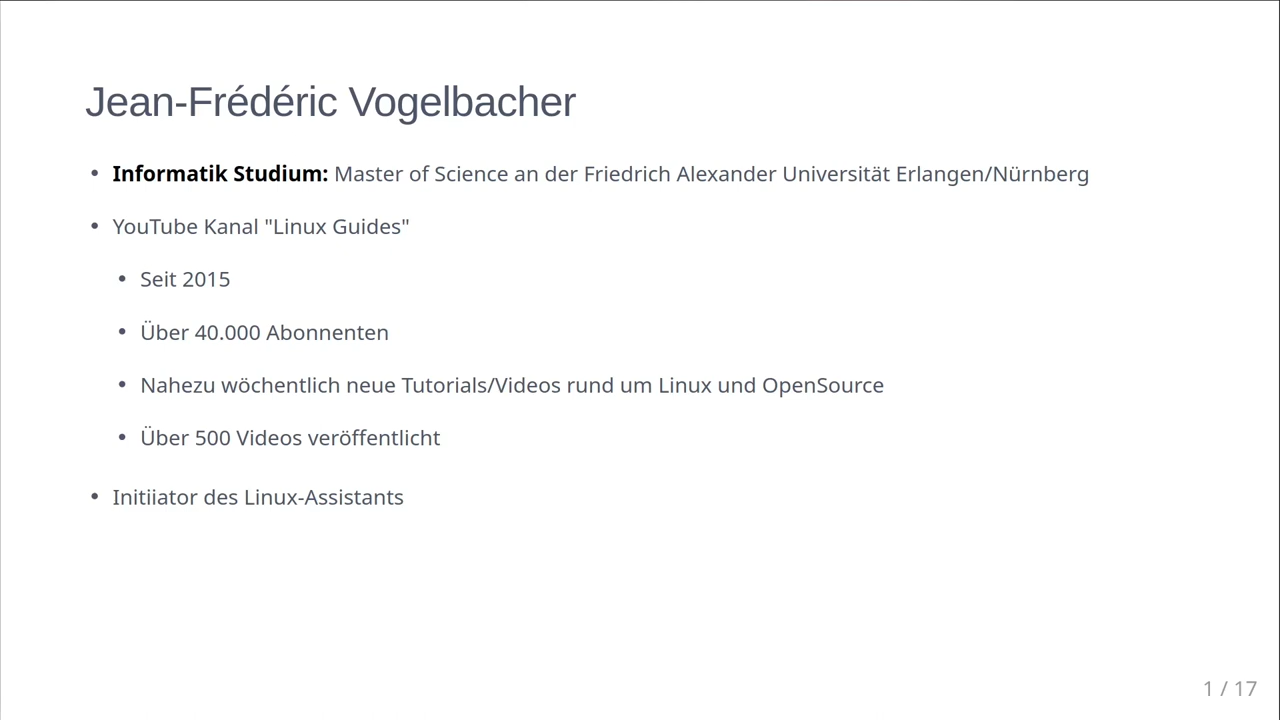 Jean-Frédéric Vogelbacher
• Informatik Studium: Master of Science an der Friedrich Alexander Universität Erlangen/Nürnberg
• YouTube Kanal "Linux Guides"
• Seit 2015
• Über 40.000 Abonnenten
• Nahezu wöchentlich neue Tutorials/Videos rund um Linux und OpenSource
• Über 500 Videos veröffentlicht
• Initiiator des Linux-Assistants
1 / 17